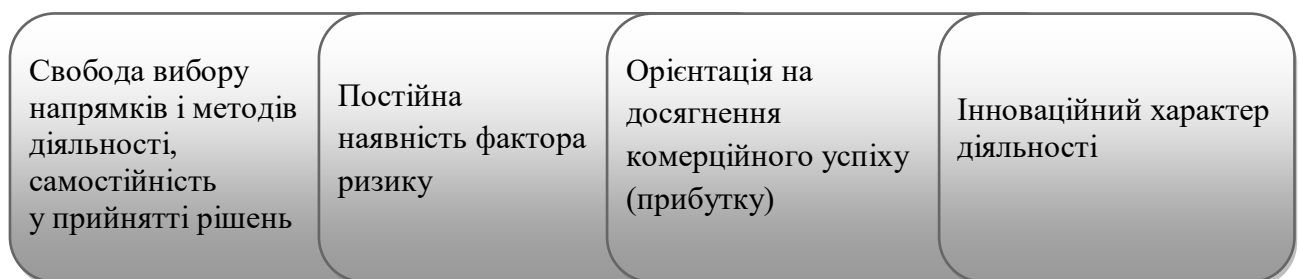 Свобода вибору
напрямків і методів
діяльності,
самостійність
у прийнятті рішень
Постійна
наявність фактора
ризику
Орієнтація на
досягнення
комерційного успіху
(прибутку)
Інноваційний характер
діяльності